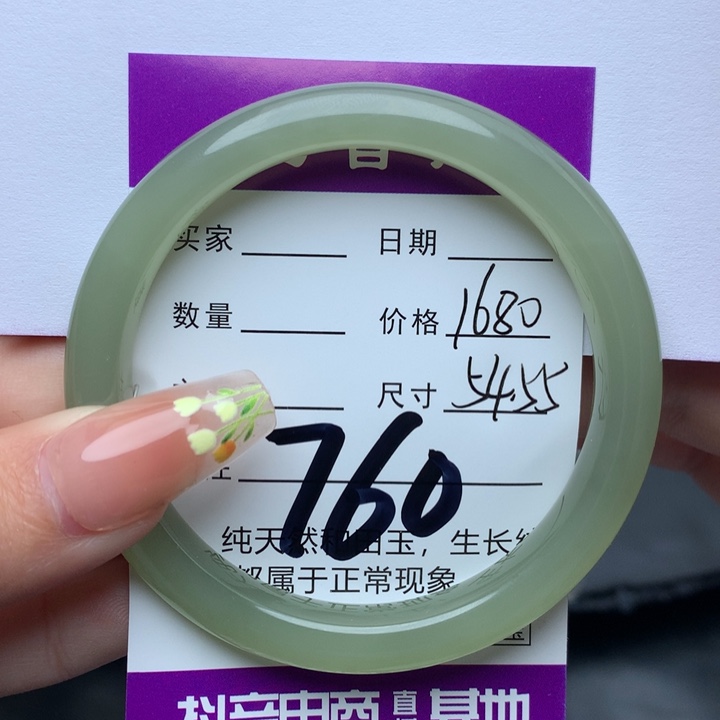 买家 日期
数量 价格 1680
尺寸 54.55
760
纯天然和田玉，生长
都属于正常现象
抖音电商 直 基地